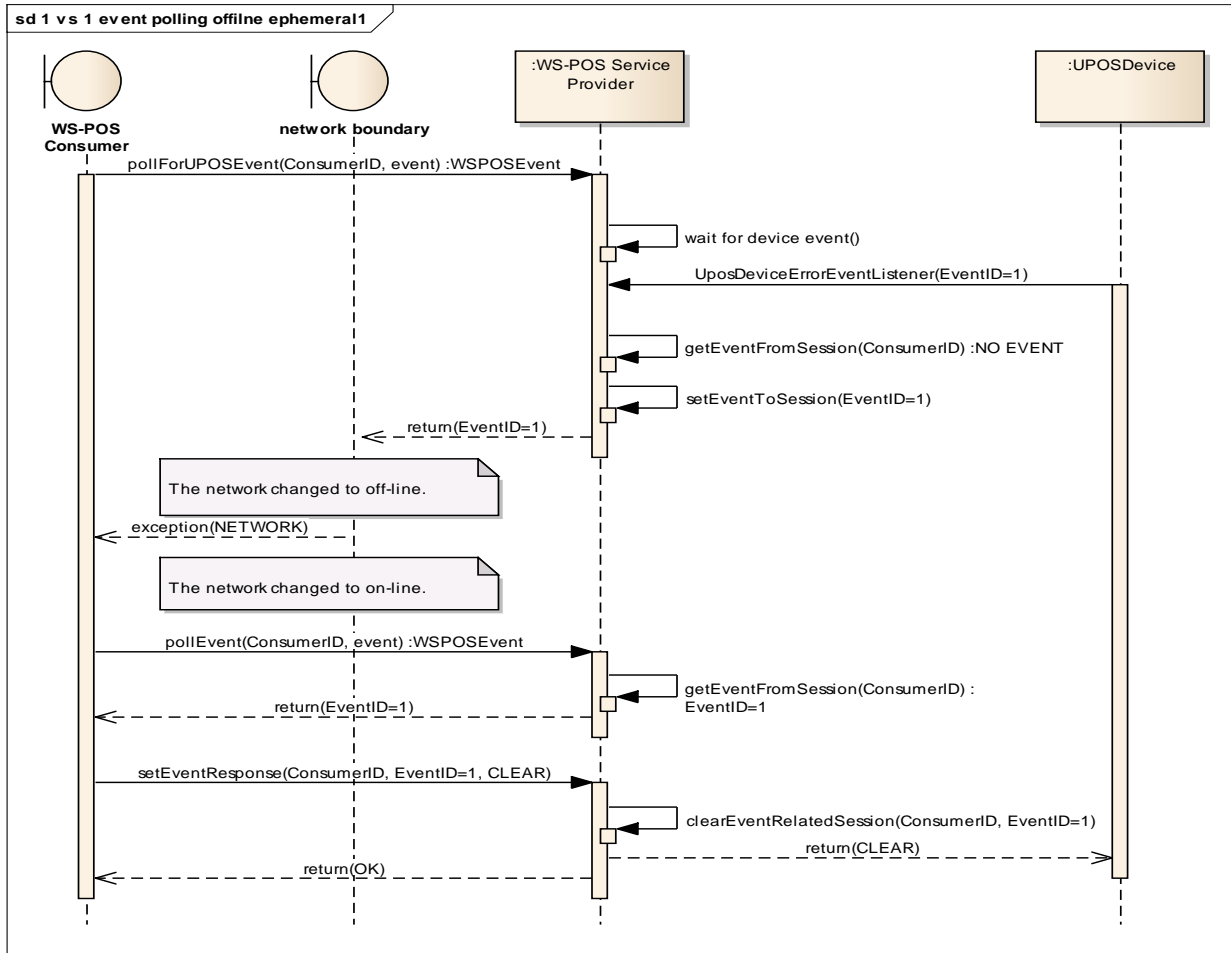 sd 1 vs 1 event polling offilne ephemeral1
:WS-POS Service
Provider
:UPOSDevice
WS-POS
Consumer
network boundary
pollForUPOSEvent(ConsumerID, event) :WSPOSEvent
wait for device event()
UposDeviceErrorEventListener(EventID=1)
getEventFromSession(ConsumerID) :NO EVENT
setEventToSession(EventID=1)
return(EventID=1)
The network changed to off-line.
exception(NETWORK)
The network changed to on-line.
pollEvent(ConsumerID, event) :WSPOSEvent
getEventFromSession(ConsumerID) :
EventID=1
return(EventID=1)
setEventResponse(ConsumerID, EventID=1, CLEAR)
clearEventRelatedSession(ConsumerID, EventID=1)
return(CLEAR)
return(OK)